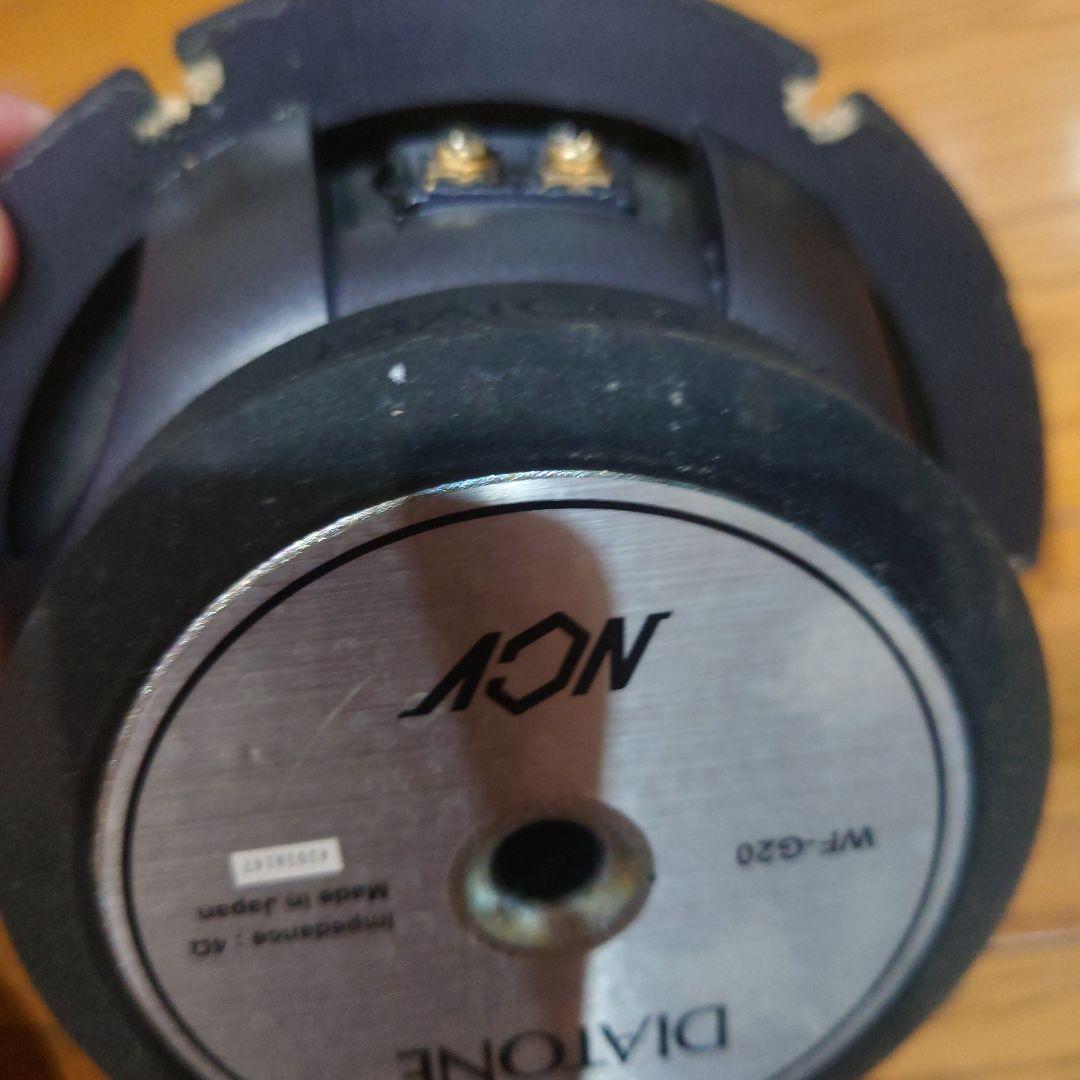 DIATONE
Impedance : 4Ω
Made in Japan
WF-G20
NCV